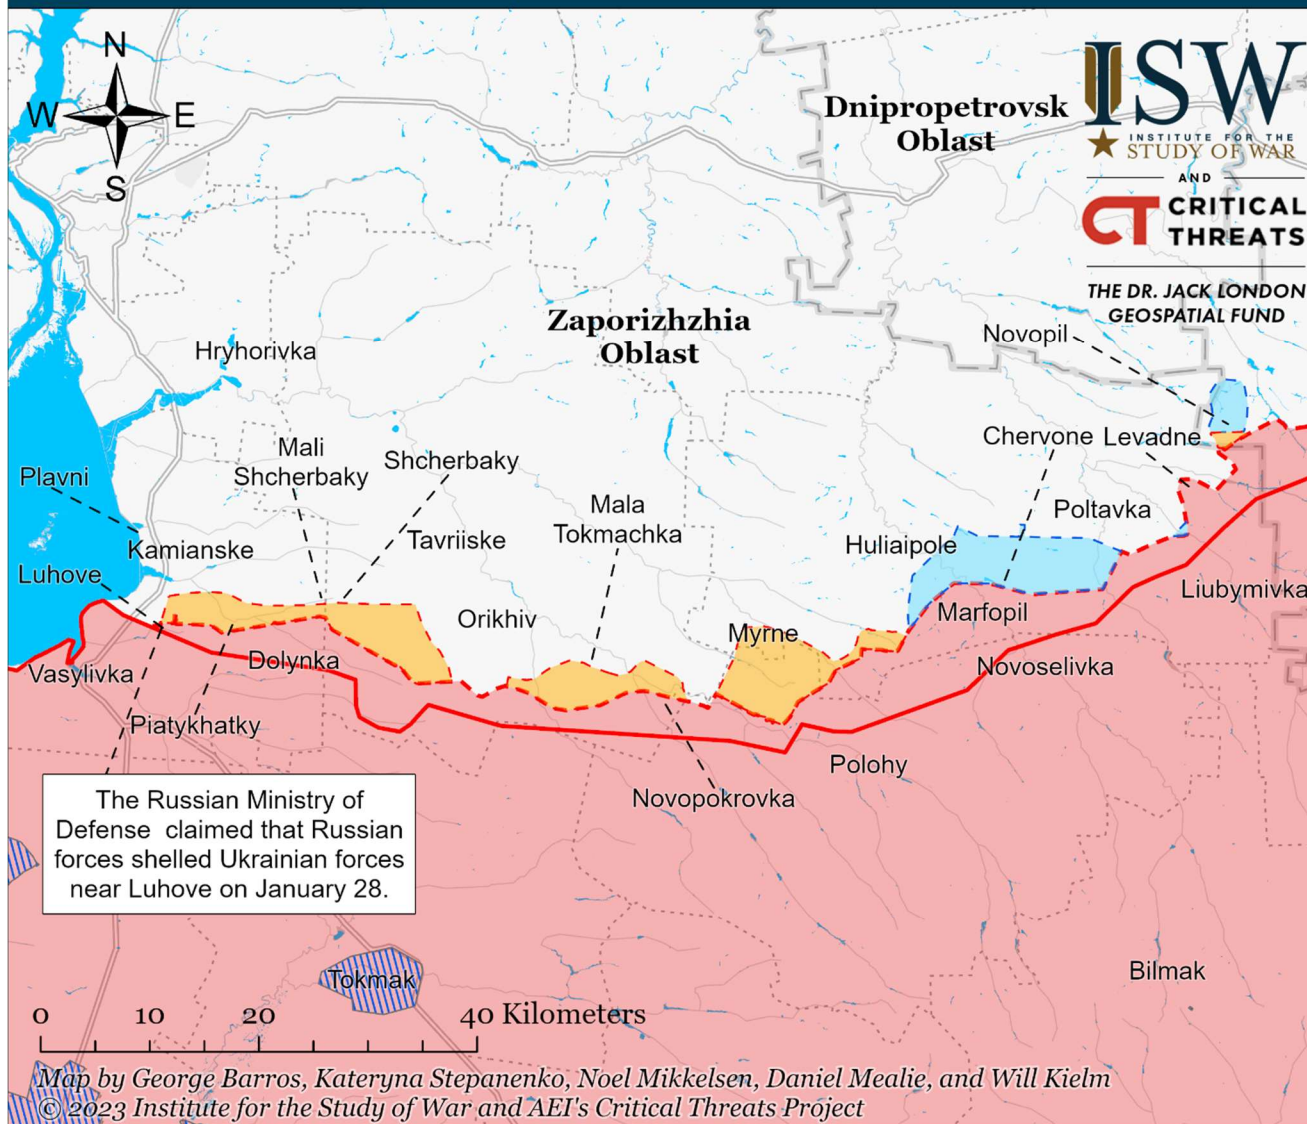 N
W
E
S
Dnipropetrovsk
Oblast
ISW
INSTITUTE FOR THE
STUDY OF WAR
AND
CT CRITICAL
THREATS
THE DR. JACK LONDON
GEOSPATIAL FUND
Zaporizhzhia
Oblast
Novopil
Hryhorivka
Mali
Shcherbaky
Shcherbaky
Chervone
Levadne
Plavni
Mala
Tokmachka
Poltavka
Kamianske
Tavriiske
Huliaipole
Luhove
Liubymivka
Orikhiv
Marfopil
Myrne
Vasylivka
Dolynka
Novoselivka
Piatykhatky
Polohy
Novopokrovka
The Russian Ministry of
Defense claimed that Russian
forces shelled Ukrainian forces
near Luhove on January 28.
Tokmak
Bilmak
0 10 20 40 Kilometers
Map by George Barros, Kateryna Stepanenko, Noel Mikkelsen, Daniel Mealie, and Will Kielm
© 2023 Institute for the Study of War and AEI's Critical Threats Project